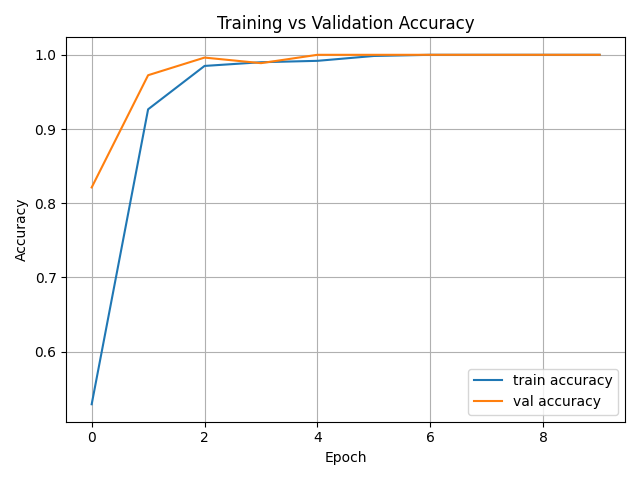 Training vs Validation Accuracy
1.0
0.9
0.8
0.7
0.6
Accuracy
train accuracy
val accuracy
0 2 4 6 8
Epoch